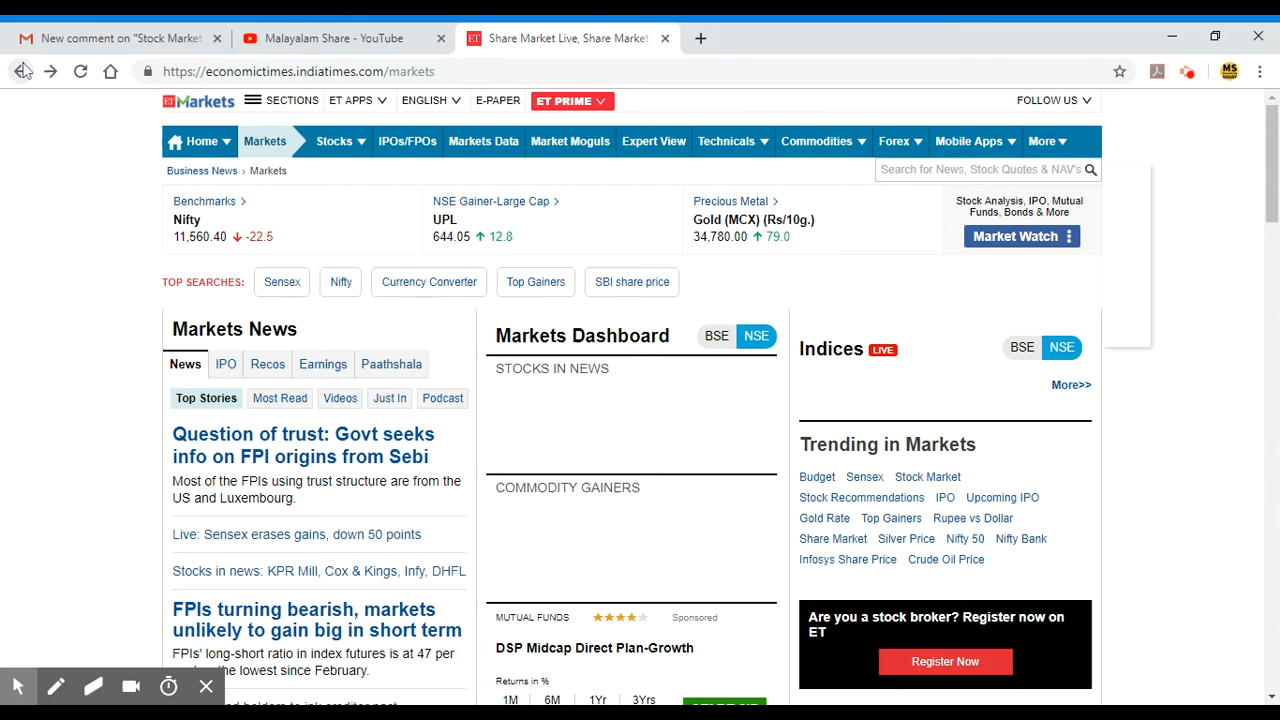 New comment on "Stock Market
Malayalam Share - YouTube
Share Market Live, Share Market
https://economictimes.indiatimes.com/markets
MS
ET Markets
SECTIONS
ET APPS
ENGLISH
E-PAPER
ET PRIME
FOLLOW US
Home
Markets
Stocks
IPOs/FPOs
Markets Data
Market Moguls
Expert View
Technicals
Commodities
Forex
Mobile Apps
More
Business News › Markets
Search for News, Stock Quotes & NAV's
Benchmarks >
Nifty
11,560.40 -22.5
NSE Gainer-Large Cap >
UPL
644.05 12.8
Precious Metal >
Gold (MCX) (Rs/10g.)
34,780.00 79.0
Stock Analysis, IPO, Mutual
Funds, Bonds & More
Market Watch
TOP SEARCHES:
Sensex
Nifty
Currency Converter
Top Gainers
SBI share price
Markets News
News
IPO
Recos
Earnings
Paathshala
Top Stories
Most Read
Videos
Just In
Podcast
Question of trust: Govt seeks
info on FPI origins from Sebi
Most of the FPIs using trust structure are from the
US and Luxembourg.
Live: Sensex erases gains, down 50 points
Stocks in news: KPR Mill, Cox & Kings, Infy, DHFL
FPIs turning bearish, markets
unlikely to gain big in short term
FPIs' long-short ratio in index futures is at 47 per
the lowest since February.
Markets Dashboard
BSE
NSE
STOCKS IN NEWS
COMMODITY GAINERS
MUTUAL FUNDS
Sponsored
DSP Midcap Direct Plan-Growth
Returns in %
1M 6M 1Yr 3Yrs
Indices LIVE
BSE
NSE
More>>
Trending in Markets
Budget Sensex Stock Market
Stock Recommendations IPO Upcoming IPO
Gold Rate Top Gainers Rupee vs Dollar
Share Market Silver Price Nifty 50 Nifty Bank
Infosys Share Price Crude Oil Price
Are you a stock broker? Register now on
ET
Register Now